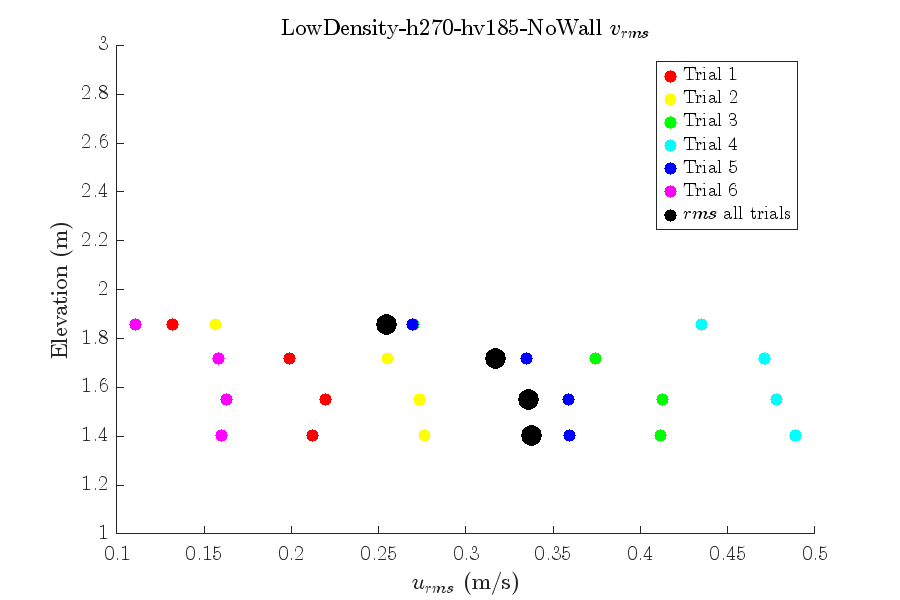 LowDensity-h270-hv185-NoWall v_rms
3
2.8
2.6
2.4
2.2
2
1.8
1.6
1.4
1.2
1
Elevation (m)
Trial 1
Trial 2
Trial 3
Trial 4
Trial 5
Trial 6
rms all trials
0.1 0.15 0.2 0.25 0.3 0.35 0.4 0.45 0.5
u_rms (m/s)